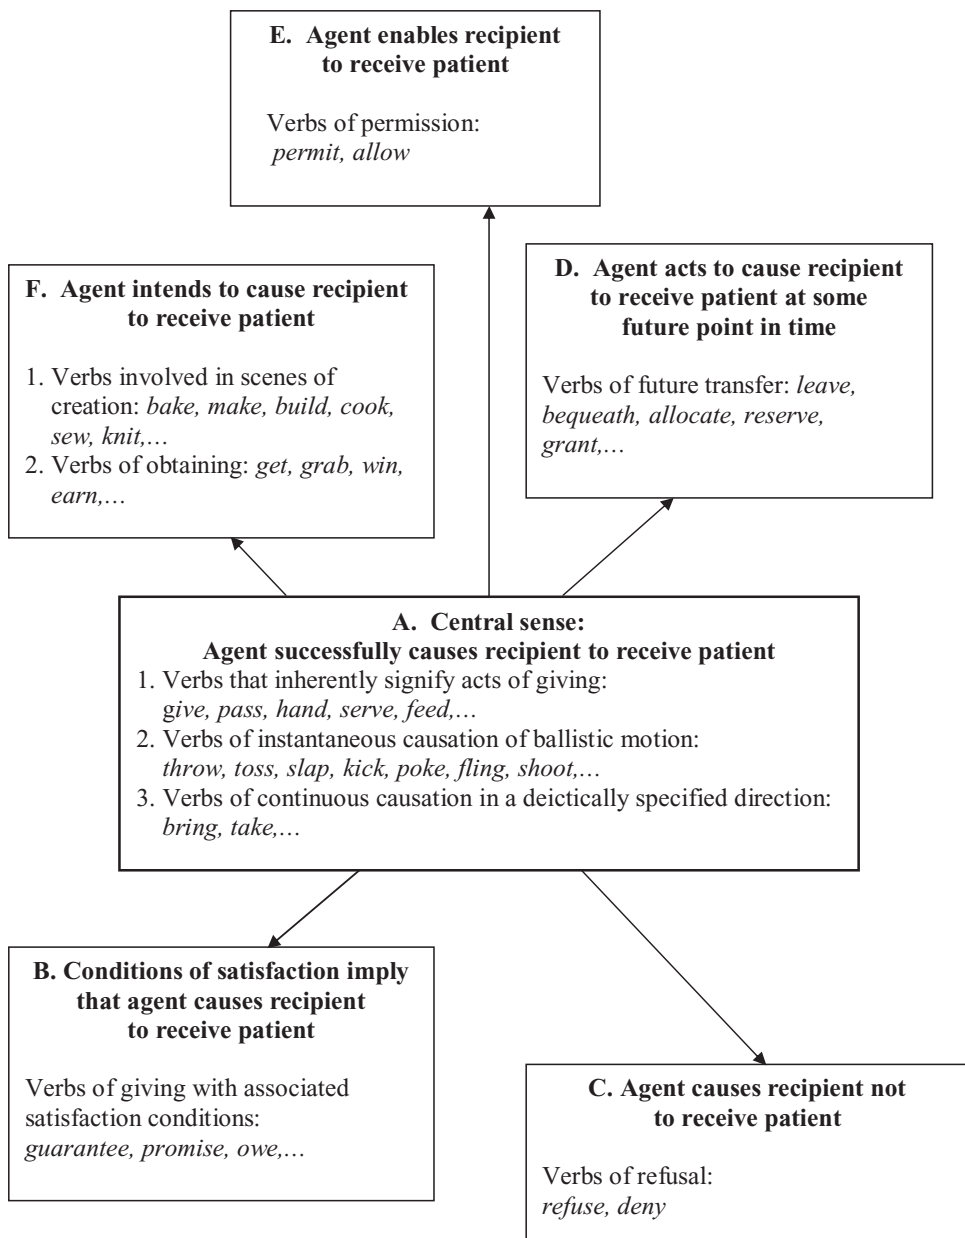 E. Agent enables recipient
to receive patient
Verbs of permission:
permit, allow
F. Agent intends to cause recipient
to receive patient
1. Verbs involved in scenes of
creation: bake, make, build, cook,
sew, knit,…
2. Verbs of obtaining: get, grab, win,
earn,…
D. Agent acts to cause recipient
to receive patient at some
future point in time
Verbs of future transfer: leave,
bequeath, allocate, reserve,
grant,…
A. Central sense:
Agent successfully causes recipient to receive patient
1. Verbs that inherently signify acts of giving:
give, pass, hand, serve, feed,…
2. Verbs of instantaneous causation of ballistic motion:
throw, toss, slap, kick, poke, fling, shoot,…
3. Verbs of continuous causation in a deictically specified direction:
bring, take,…
B. Conditions of satisfaction imply
that agent causes recipient
to receive patient
Verbs of giving with associated
satisfaction conditions:
guarantee, promise, owe,…
C. Agent causes recipient not
to receive patient
Verbs of refusal:
refuse, deny